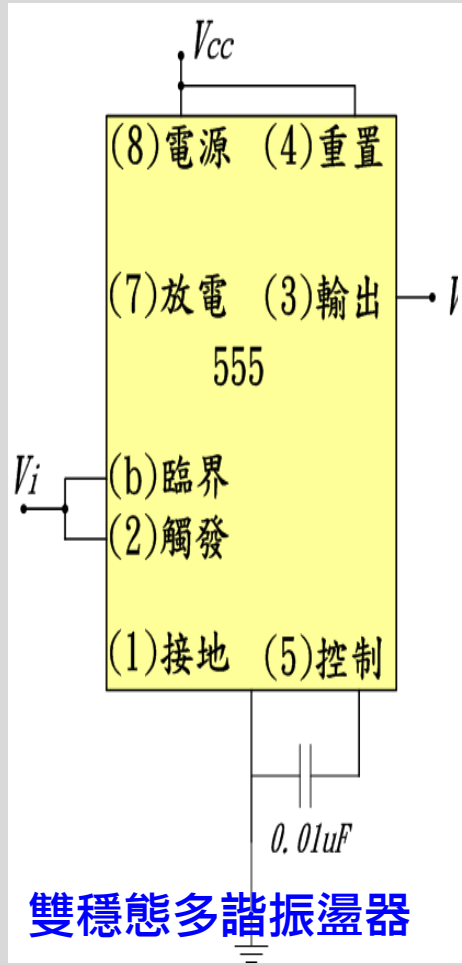 Vcc
(8)電源 (4)重置
(7)放電 (3)輸出
555
Vi
(b)臨界
(2)觸發
(1)接地 (5)控制
0.01uF
雙穩態多諧振盪器